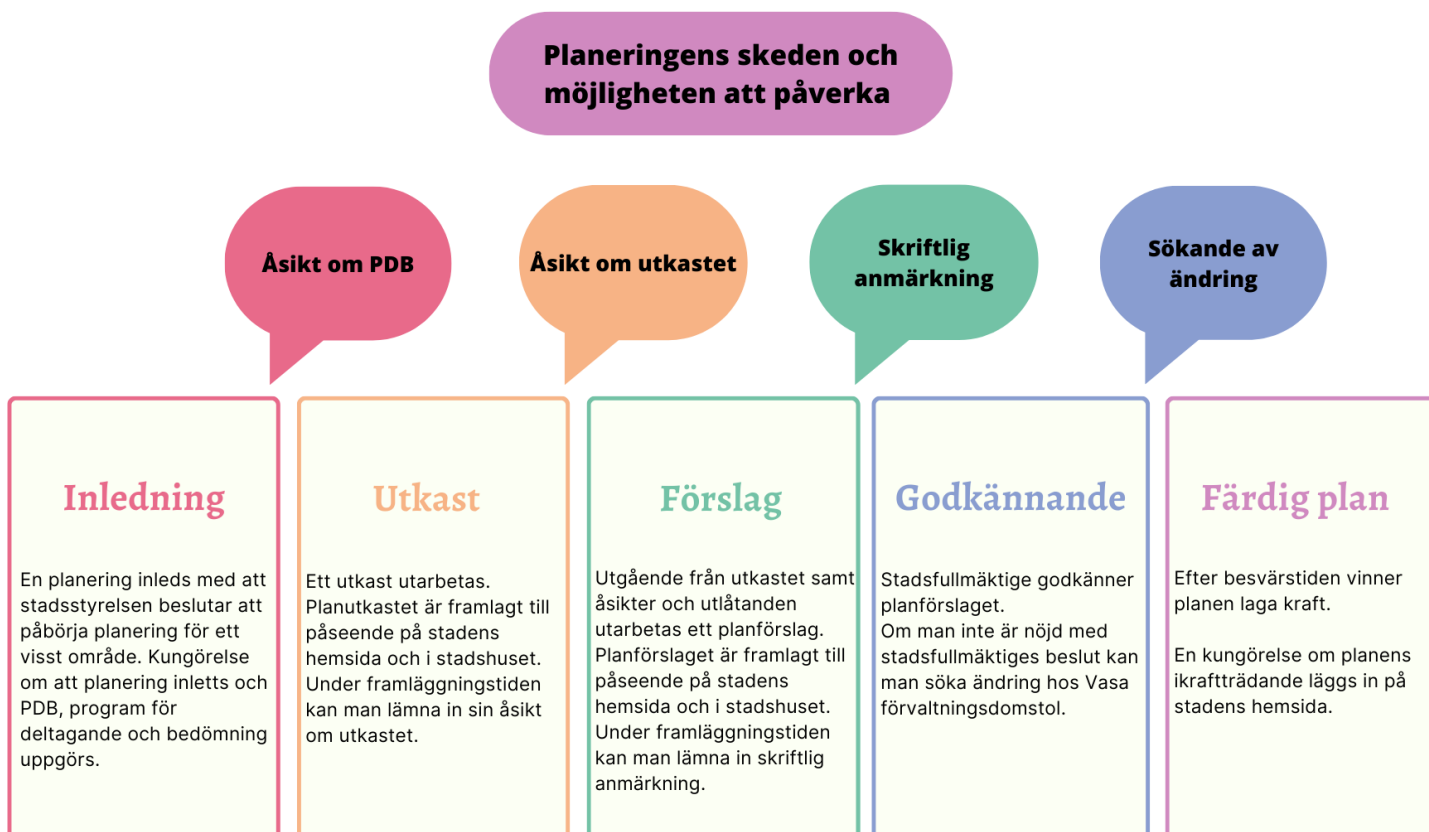 Planeringens skeden och
möjligheten att påverka
Åsikt om PDB
Åsikt om utkastet
Skriftlig
anmärkning
Sökande av
ändring
Inledning
En planering inleds med att
stadsstyrelsen beslutar att
påbörja planering för ett
visst område. Kungörelse
om att planering inletts och
PDB, program för
deltagande och bedömning
uppgörs.
Utkast
Ett utkast utarbetas.
Planutkastet är framlagt till
påseende på stadens
hemsida och i stadshuset.
Under framläggningstiden
kan man lämna in sin åsikt
om utkastet.
Förslag
Utgående från utkastet samt
åsikter och utlåtanden
utarbetas ett planförslag.
Planförslaget är framlagt till
påseende på stadens
hemsida och i stadshuset.
Under framläggningstiden
kan man lämna in skriftlig
anmärkning.
Godkännande
Stadsfullmäktige godkänner
planförslaget.
Om man inte är nöjd med
stadsfullmäktiges beslut kan
man söka ändring hos Vasa
förvaltningsdomstol.
Färdig plan
Efter besvärstiden vinner
planen laga kraft.
En kungörelse om planens
ikraftträdande läggs in på
stadens hemsida.